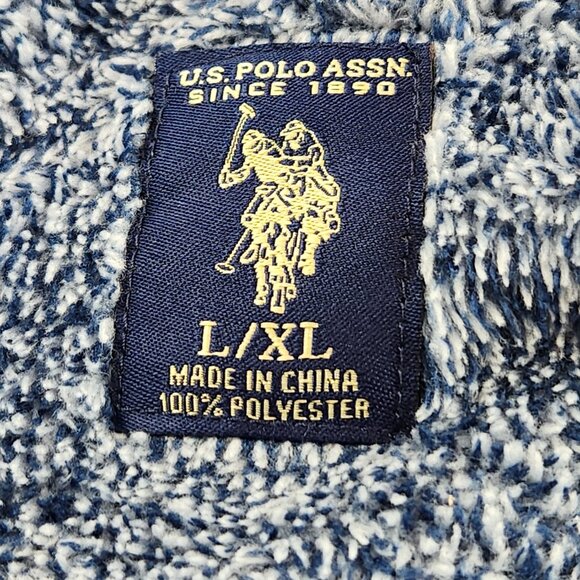 U.S. POLO ASSN.
SINCE 1890
L/XL
MADE IN CHINA
100% POLYESTER